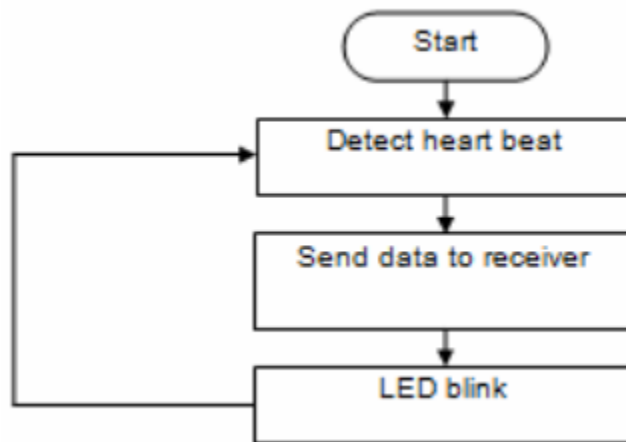 Start
Detect heart beat
Send data to receiver
LED blink